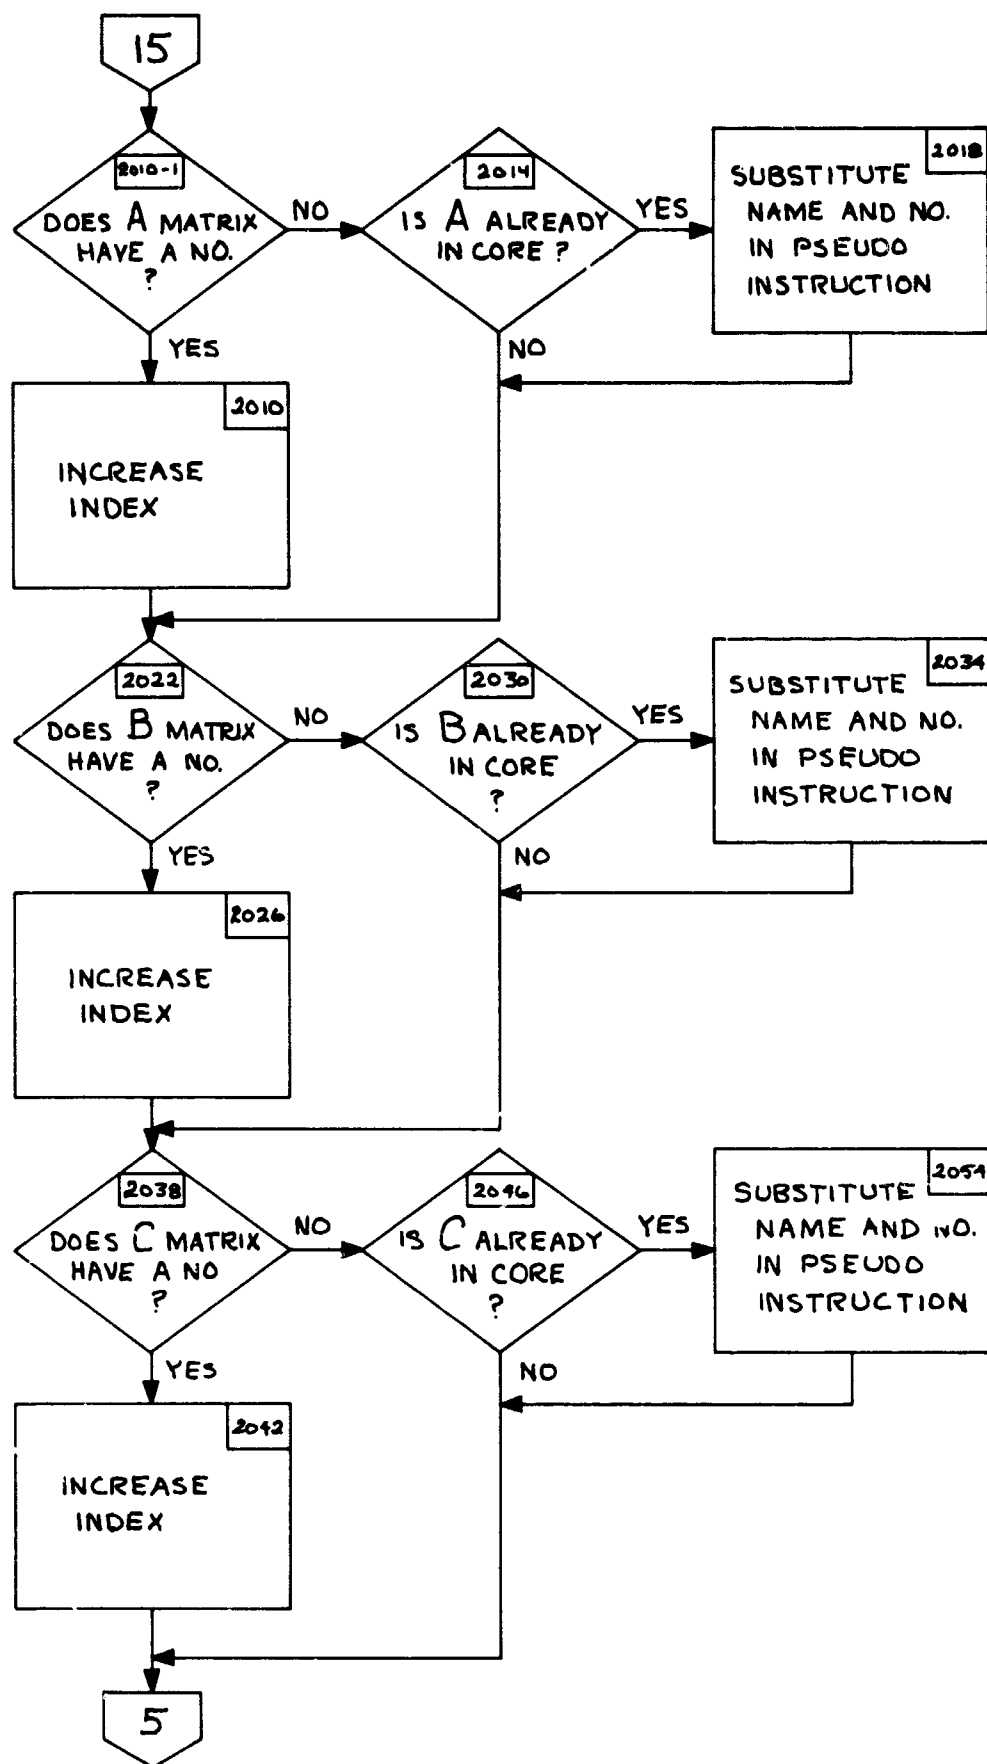 15
2010-1
DOES A MATRIX
HAVE A NO.
?
NO
2014
IS A ALREADY
IN CORE ?
YES
2018
SUBSTITUTE
NAME AND NO.
IN PSEUDO
INSTRUCTION
YES
NO
2010
INCREASE
INDEX
2022
DOES B MATRIX
HAVE A NO.
?
NO
2030
IS B ALREADY
IN CORE
?
YES
2034
SUBSTITUTE
NAME AND NO.
IN PSEUDO
INSTRUCTION
YES
NO
2026
INCREASE
INDEX
2038
DOES C MATRIX
HAVE A NO
?
NO
2046
IS C ALREADY
IN CORE
?
YES
2054
SUBSTITUTE
NAME AND NO.
IN PSEUDO
INSTRUCTION
YES
NO
2042
INCREASE
INDEX
5